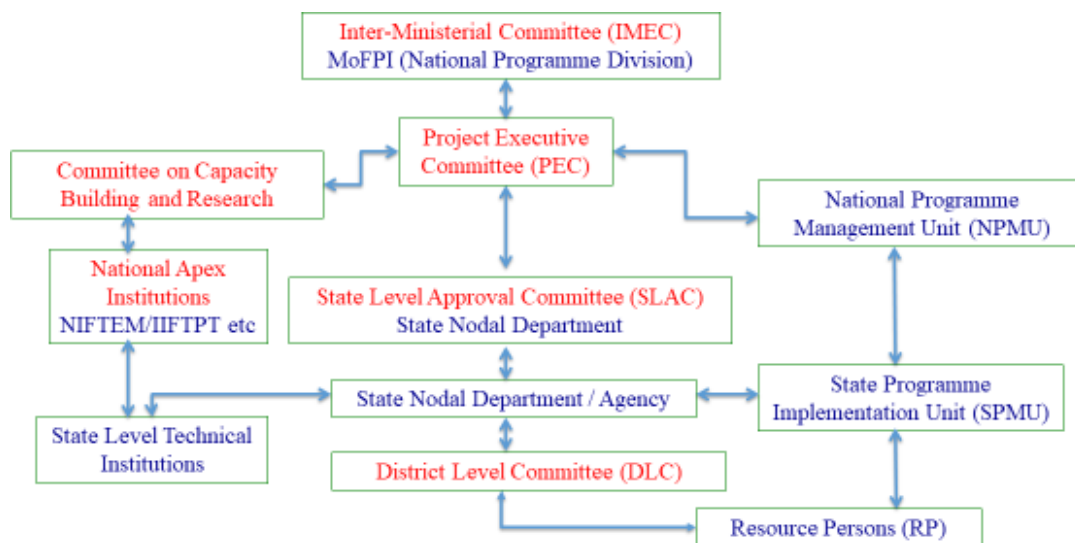 Inter-Ministerial Committee (IMEC)
MoFPI (National Programme Division)
Project Executive
Committee (PEC)
Committee on Capacity
Building and Research
National Programme
Management Unit (NPMU)
National Apex
Institutions
NIFTEM/IIFTPT etc
State Level Approval Committee (SLAC)
State Nodal Department
State Nodal Department / Agency
State Programme
Implementation Unit (SPMU)
State Level Technical
Institutions
District Level Committee (DLC)
Resource Persons (RP)